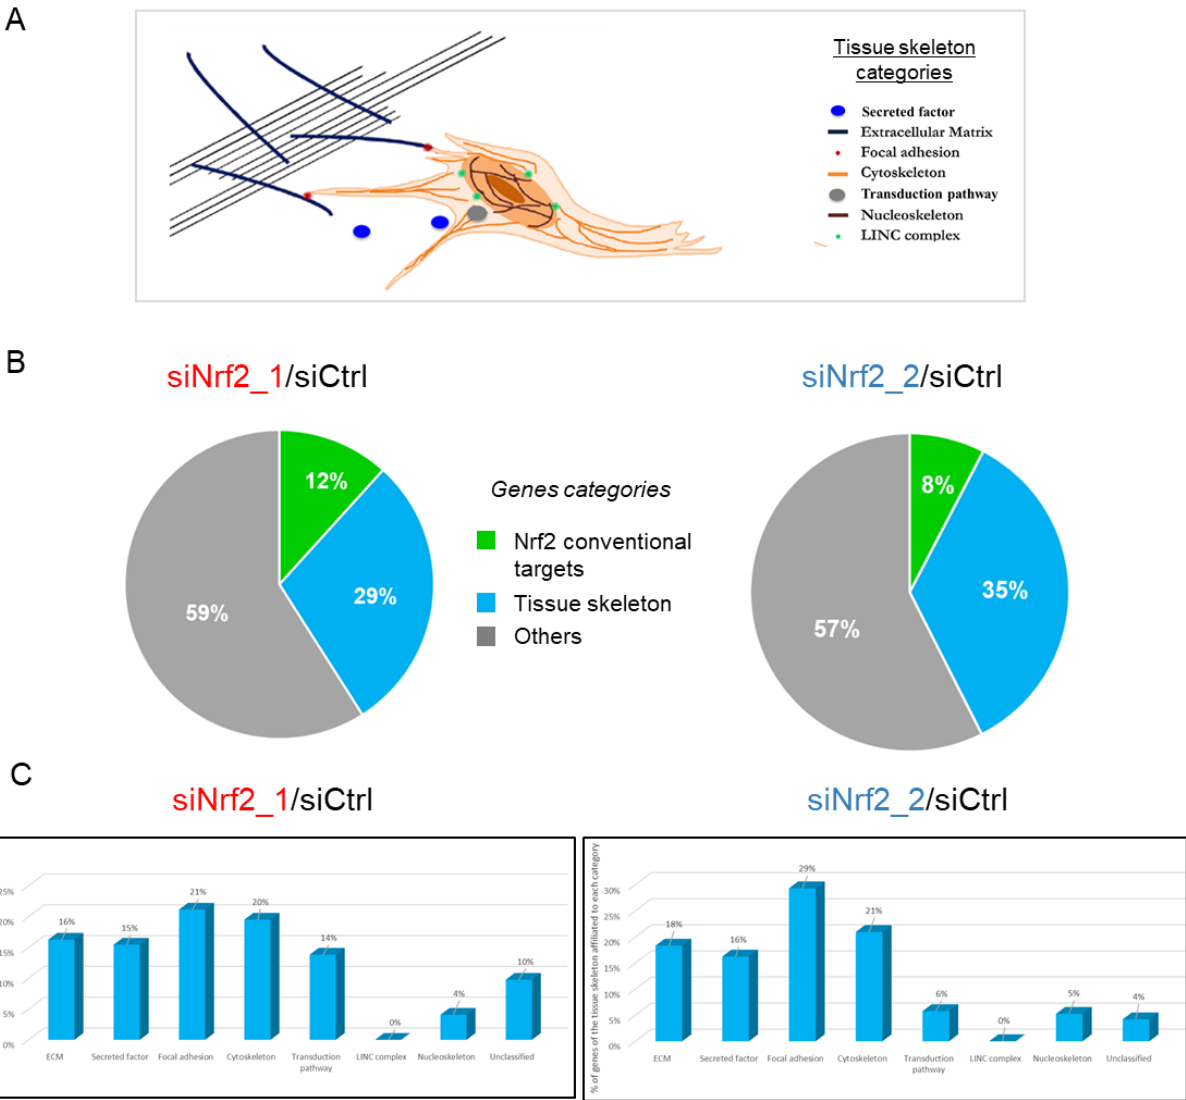 A
Tissue skeleton
categories
Secreted factor
Extracellular Matrix
Focal adhesion
Cytoskeleton
Transduction pathway
Nucleoskeleton
LINC complex
B
siNrf2_1/siCtrl
siNrf2_2/siCtrl
12%
29%
59%
Genes categories
Nrf2 conventional
targets
Tissue skeleton
Others
8%
35%
57%
C
siNrf2_1/siCtrl
siNrf2_2/siCtrl
25%
20%
15%
10%
5%
0%
16%
15%
21%
20%
14%
0%
4%
10%
ECM
Secreted factor
Focal adhesion
Cytoskeleton
Transduction
pathway
LINC complex
Nucleoskeleton
Unclassified
% of genes of the tissue skeleton affiliated to each category
30%
25%
20%
15%
10%
5%
0%
18%
16%
29%
21%
6%
0%
5%
4%
ECM
Secreted factor
Focal adhesion
Cytoskeleton
Transduction
pathway
LINC complex
Nucleoskeleton
Unclassified